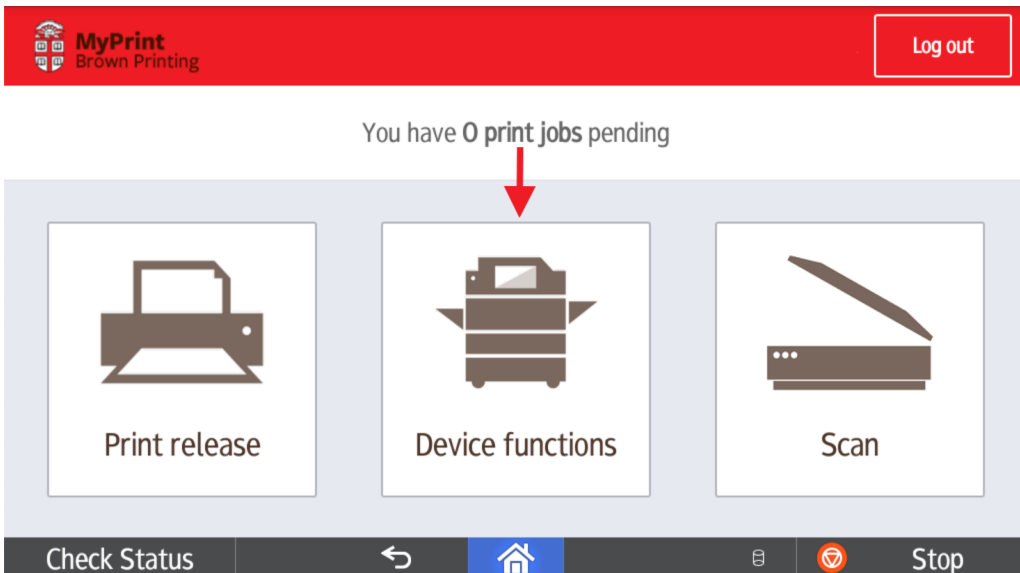 MyPrint
Brown Printing
Log out
You have 0 print jobs pending
Print release
Device functions
Scan
Check Status
Stop